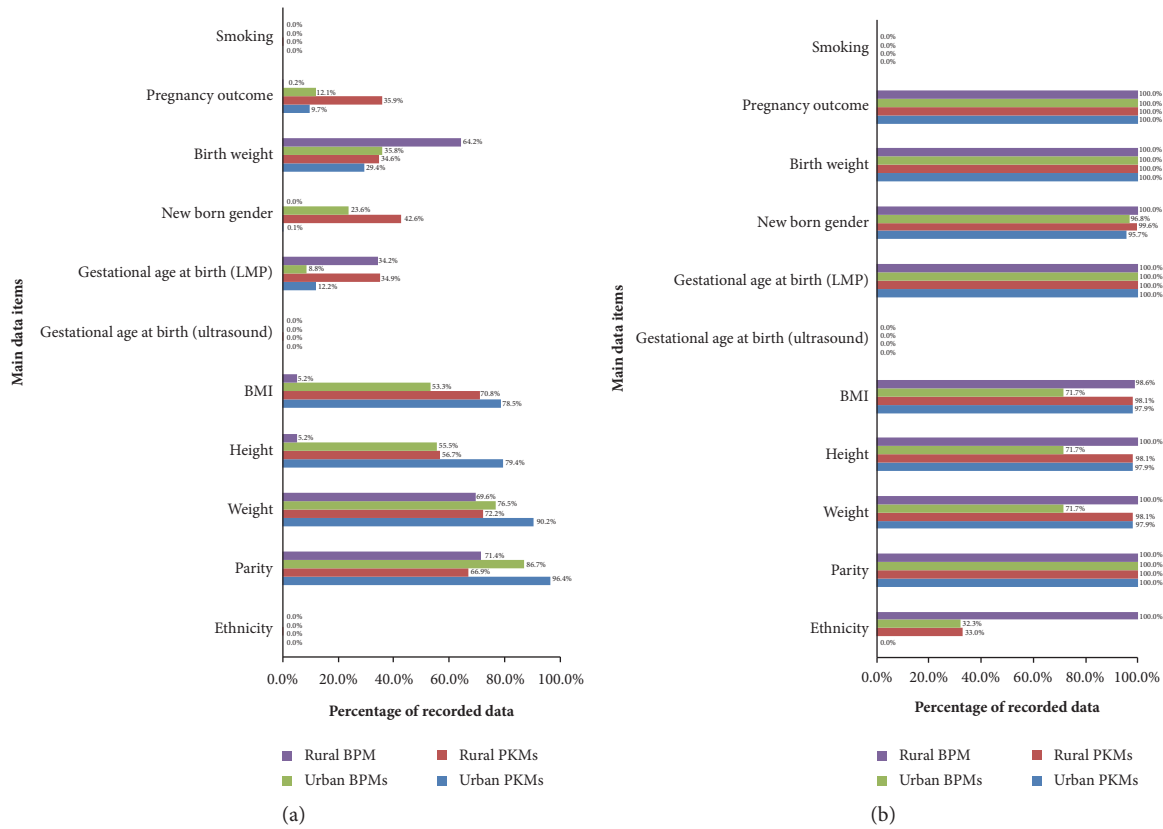 Main data items
Smoking
0.0%
0.0%
0.0%
0.0%
Pregnancy outcome
0.2%
12.1%
35.9%
9.7%
Birth weight
64.2%
35.8%
34.6%
29.4%
New born gender
0.0%
23.6%
42.6%
0.1%
Gestational age at birth (LMP)
34.2%
8.8%
34.9%
12.2%
Gestational age at birth (ultrasound)
0.0%
0.0%
0.0%
0.0%
BMI
5.2%
53.3%
70.8%
78.5%
Height
5.2%
55.5%
56.7%
79.4%
Weight
69.6%
76.5%
72.2%
90.2%
Parity
71.4%
86.7%
66.9%
96.4%
Ethnicity
0.0%
0.0%
0.0%
0.0%
0.0% 20.0% 40.0% 60.0% 80.0% 100.0%
Percentage of recorded data
Rural BPM Rural PKMs
Urban BPMs Urban PKMs
(a)
Main data items
Smoking
0.0%
0.0%
0.0%
0.0%
Pregnancy outcome
100.0%
100.0%
100.0%
100.0%
Birth weight
100.0%
100.0%
100.0%
100.0%
New born gender
100.0%
96.8%
99.6%
95.7%
Gestational age at birth (LMP)
100.0%
100.0%
100.0%
100.0%
Gestational age at birth (ultrasound)
0.0%
0.0%
0.0%
0.0%
BMI
98.6%
71.7%
98.1%
97.9%
Height
100.0%
71.7%
98.1%
97.9%
Weight
100.0%
71.7%
98.1%
97.9%
Parity
100.0%
100.0%
100.0%
100.0%
Ethnicity
100.0%
32.3%
33.0%
0.0%
0.0% 20.0% 40.0% 60.0% 80.0% 100.0%
Percentage of recorded data
Rural BPM Rural PKMs
Urban BPMs Urban PKMs
(b)